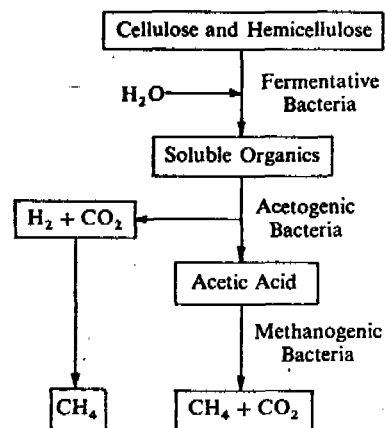 Cellulose and Hemicellulose
H₂O
Fermentative
Bacteria
Soluble Organics
H₂ + CO₂
Acetogenic
Bacteria
Acetic Acid
Methanogenic
Bacteria
CH₄
CH₄ + CO₂